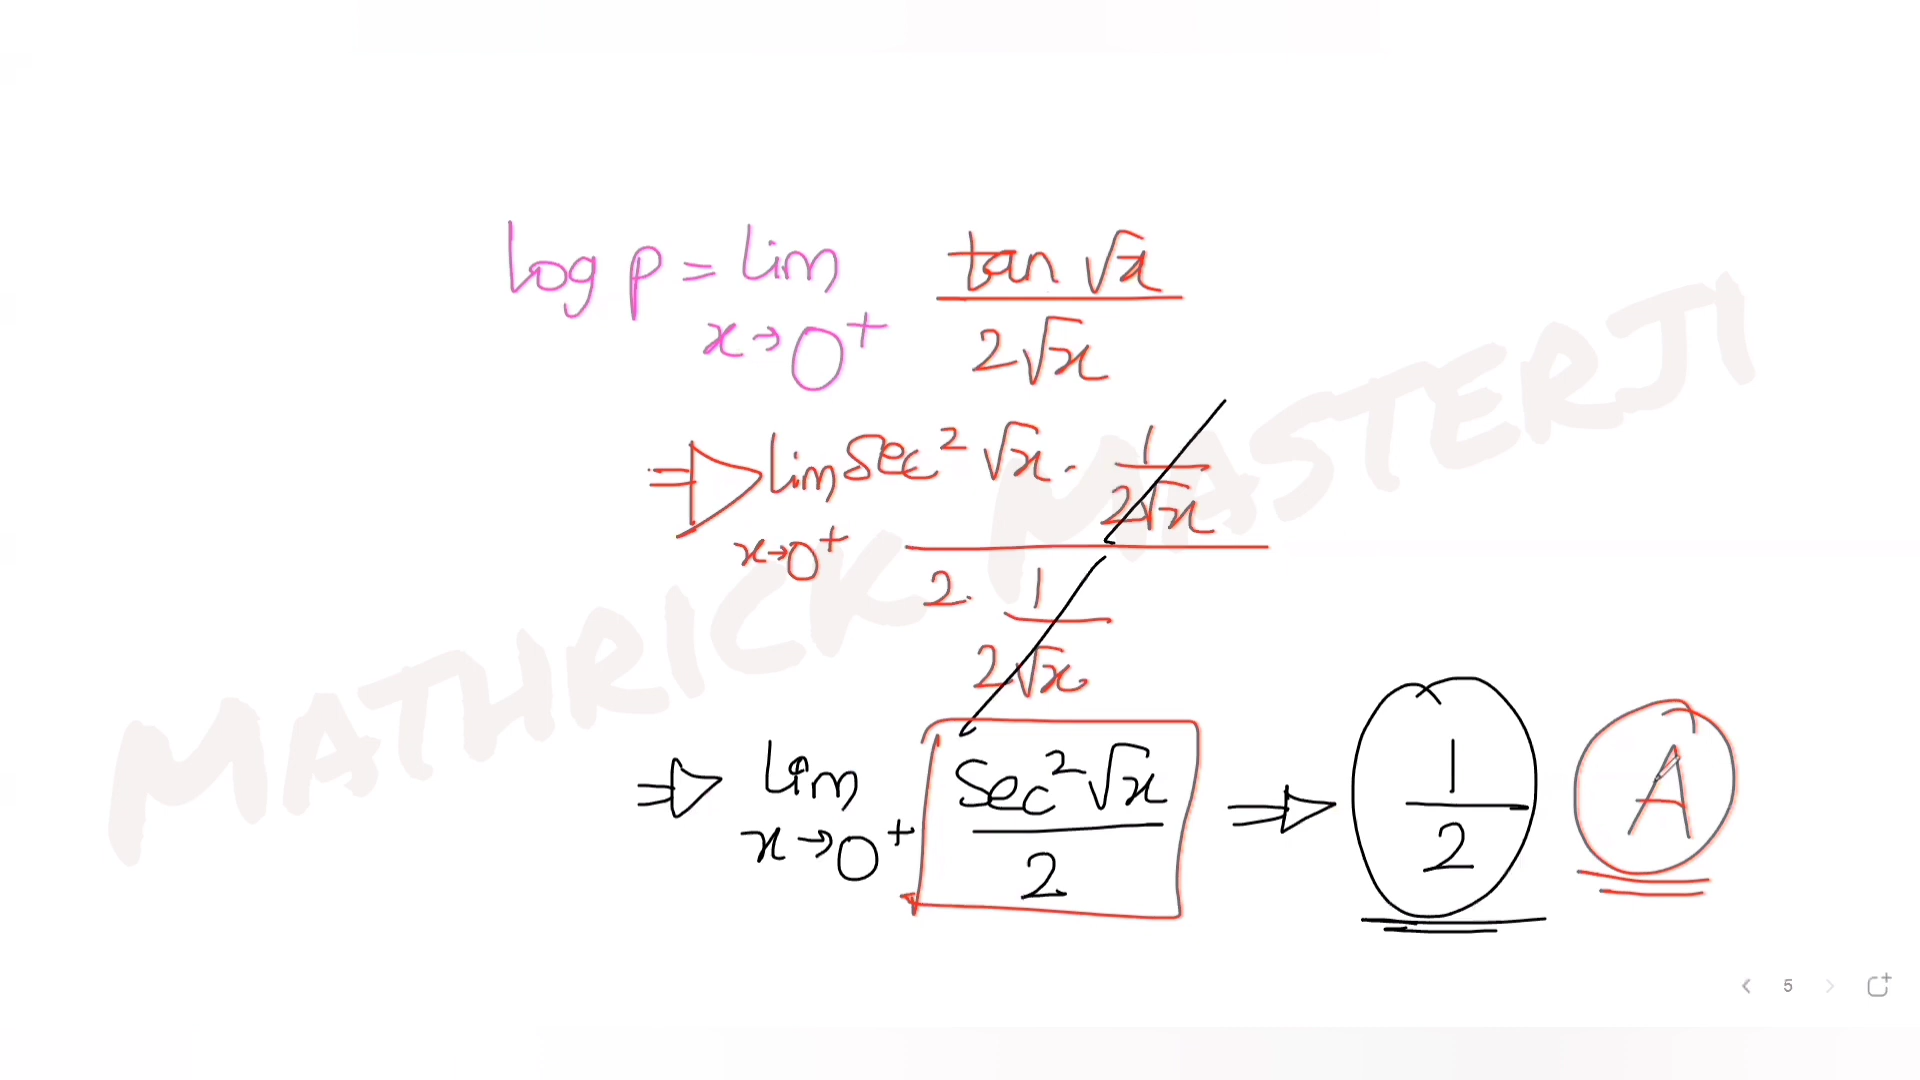 log p = lim x→0⁺ tan √x / 2√x
⇒ lim x→0⁺ sec² √x · 1/2√x / 2 · 1/2√x
⇒ lim x→0⁺ sec² √x / 2 ⇒ 1/2 A
MATHRICK MASTERJI
5